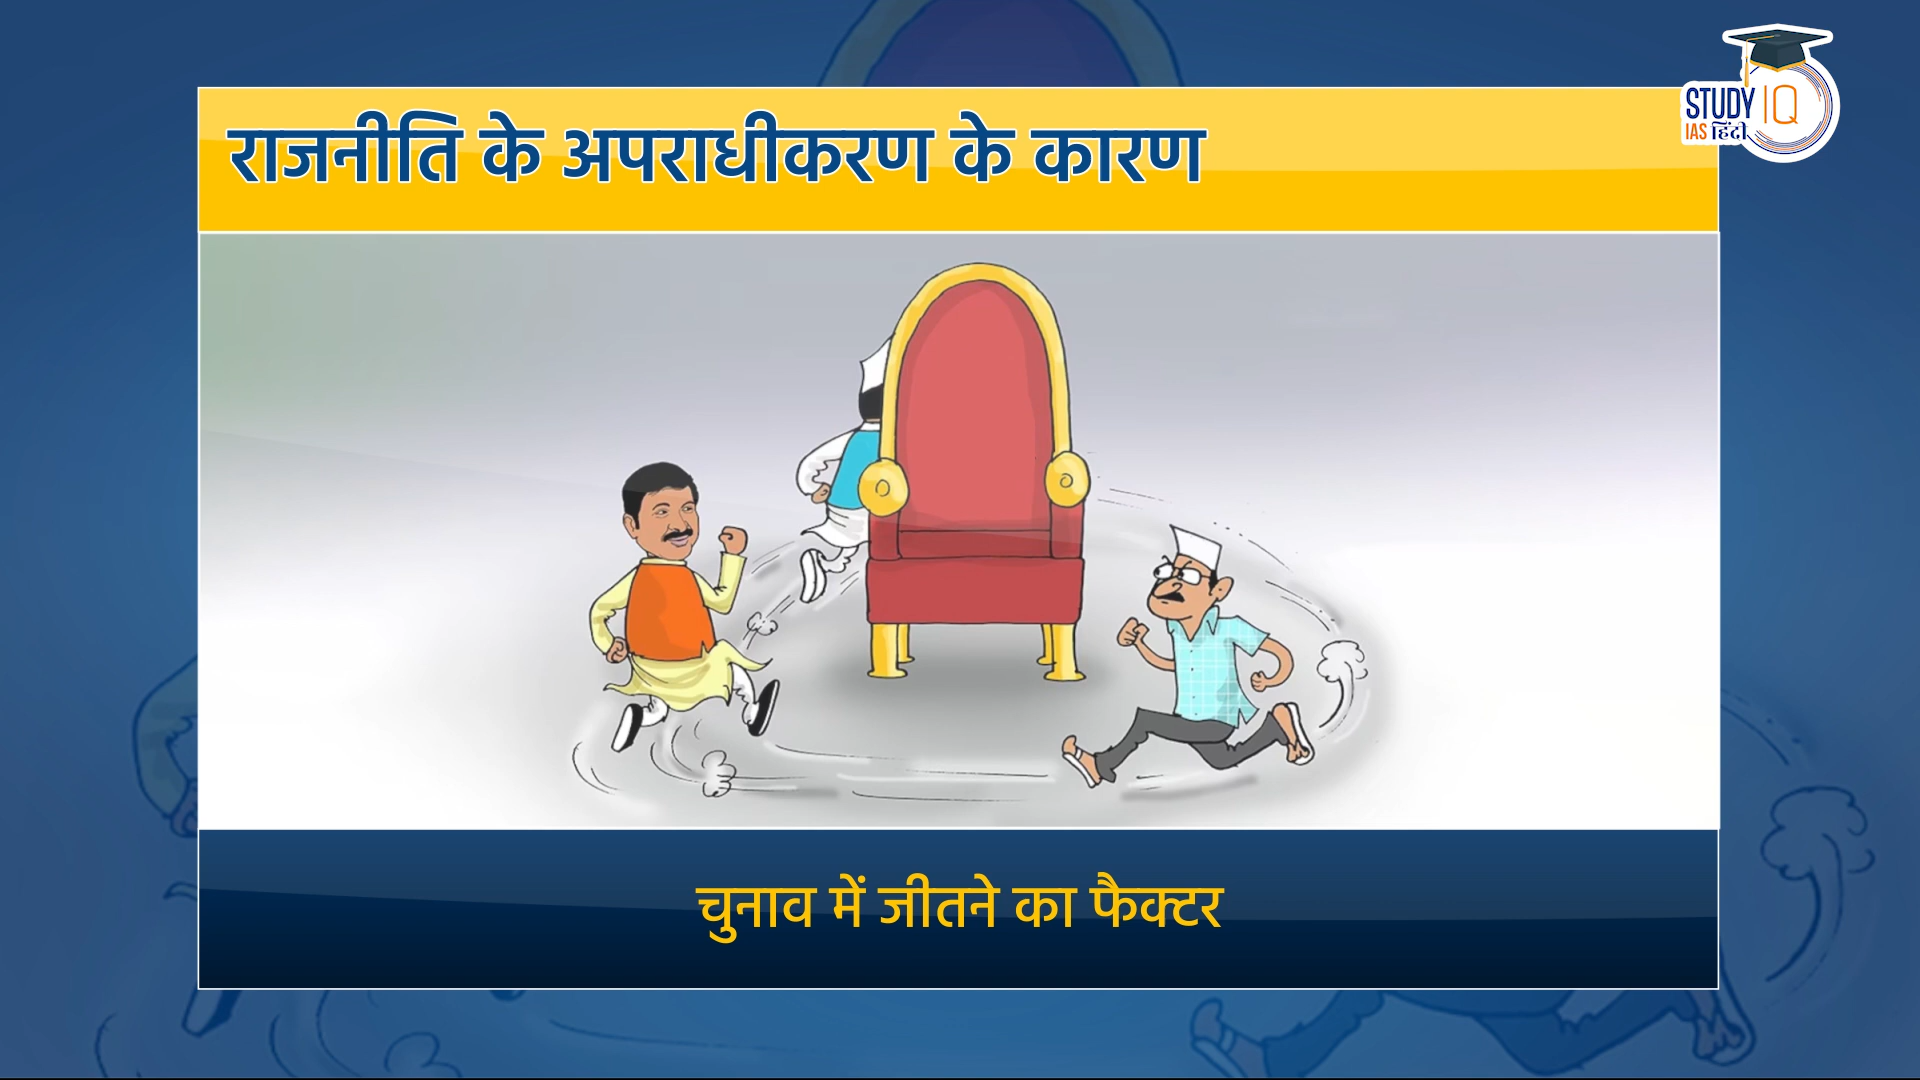 राजनीति के अपराधीकरण के कारण
STUDY IQ
IAS हिंदी
चुनाव में जीतने का फैक्टर